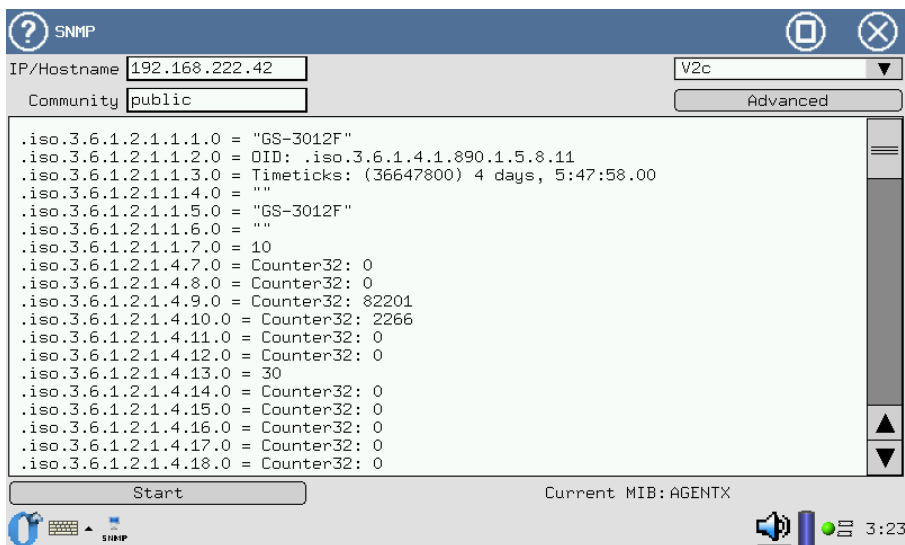 SNMP
IP/Hostname 192.168.222.42 V2c
Community public Advanced
.iso.3.6.1.2.1.1.1.0 = "GS-3012F"
.iso.3.6.1.2.1.1.2.0 = OID: .iso.3.6.1.4.1.890.1.5.8.11
.iso.3.6.1.2.1.1.3.0 = Timeticks: (36647800) 4 days, 5:47:58.00
.iso.3.6.1.2.1.1.4.0 = ""
.iso.3.6.1.2.1.1.5.0 = "GS-3012F"
.iso.3.6.1.2.1.1.6.0 = ""
.iso.3.6.1.2.1.1.7.0 = 10
.iso.3.6.1.2.1.4.7.0 = Counter32: 0
.iso.3.6.1.2.1.4.8.0 = Counter32: 0
.iso.3.6.1.2.1.4.9.0 = Counter32: 82201
.iso.3.6.1.2.1.4.10.0 = Counter32: 2266
.iso.3.6.1.2.1.4.11.0 = Counter32: 0
.iso.3.6.1.2.1.4.12.0 = Counter32: 0
.iso.3.6.1.2.1.4.13.0 = 30
.iso.3.6.1.2.1.4.14.0 = Counter32: 0
.iso.3.6.1.2.1.4.15.0 = Counter32: 0
.iso.3.6.1.2.1.4.16.0 = Counter32: 0
.iso.3.6.1.2.1.4.17.0 = Counter32: 0
.iso.3.6.1.2.1.4.18.0 = Counter32: 0
Start Current MIB:AGENTX
SNMP 3:23